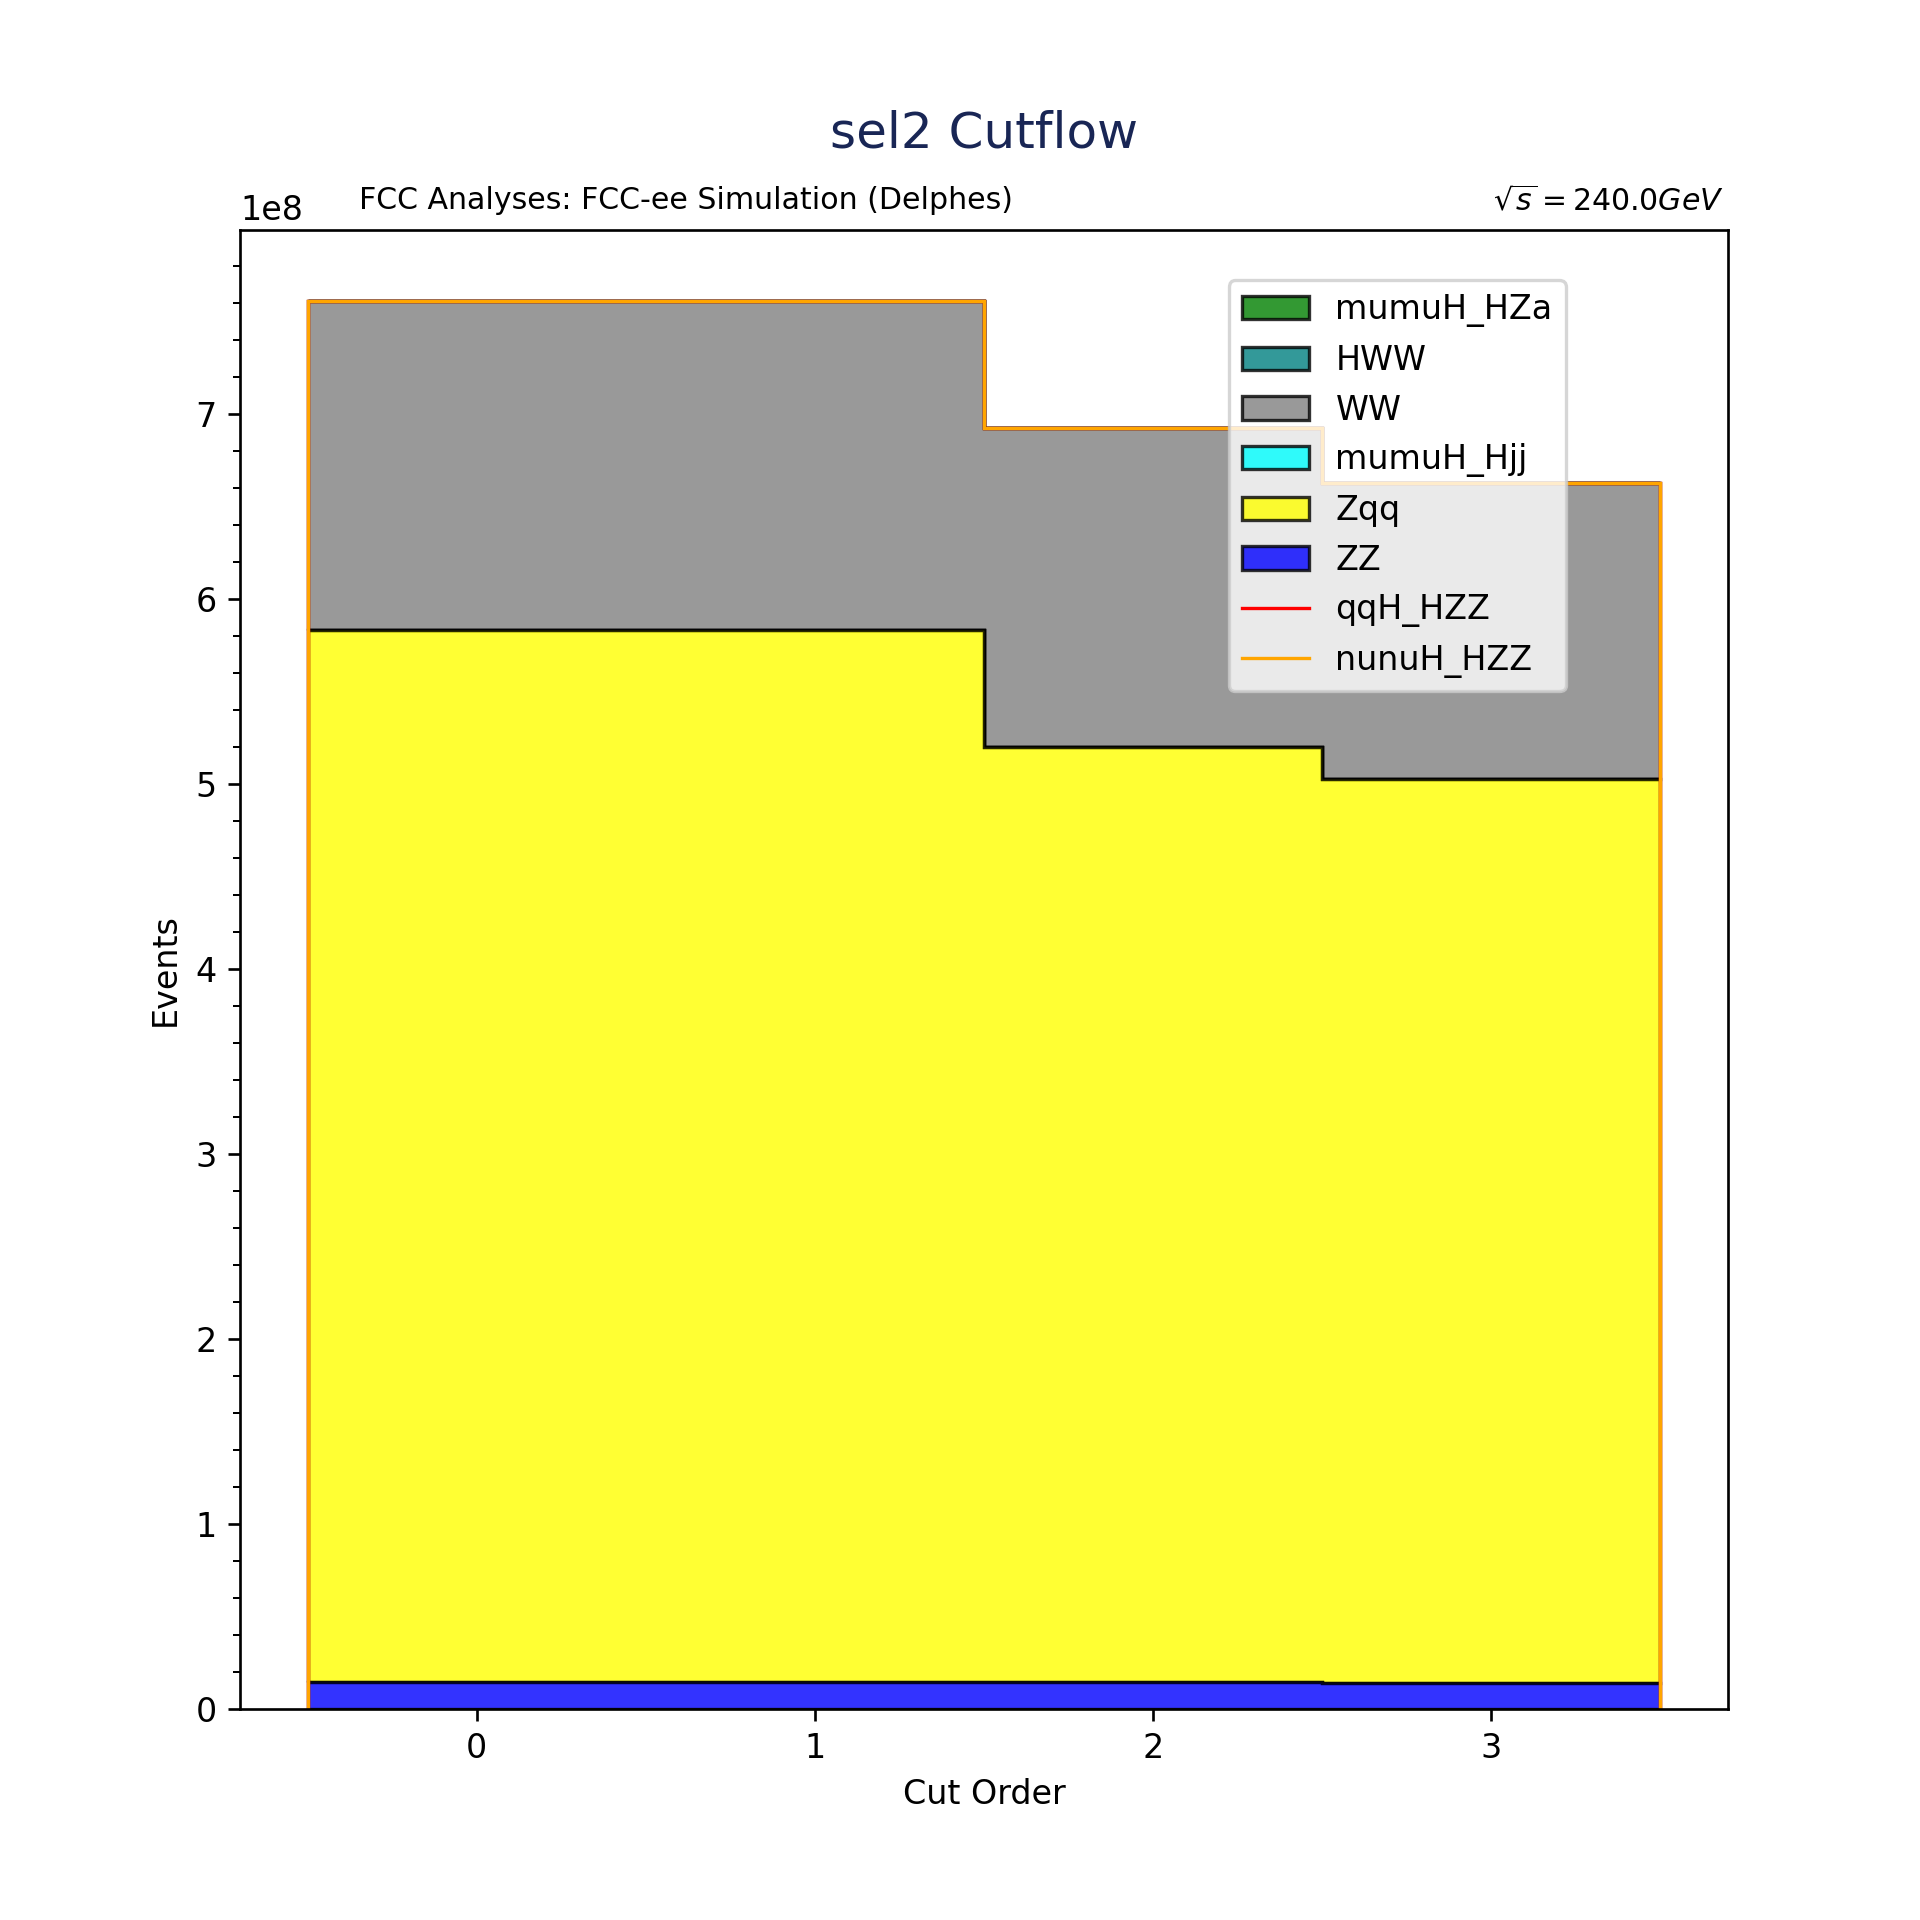 sel2 Cutflow
1e8
FCC Analyses: FCC-ee Simulation (Delphes)
√s = 240.0GeV
mumuH_HZa
HWW
WW
mumuH_Hjj
Zqq
ZZ
qqH_HZZ
nunuH_HZZ
7
6
5
4
3
2
1
0
Events
0 1 2 3
Cut Order